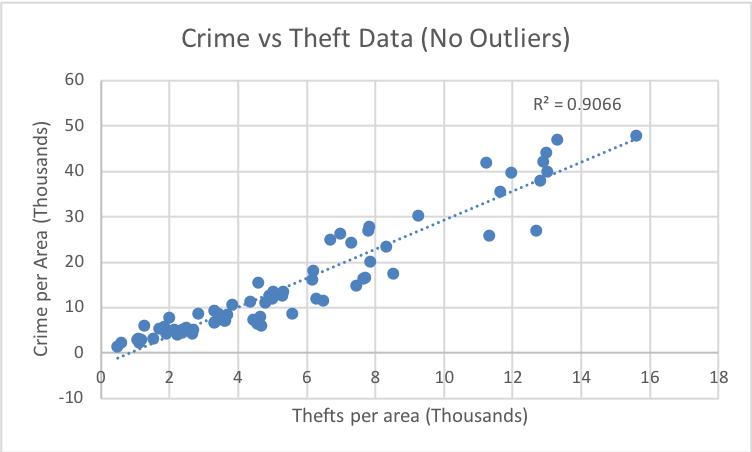 Crime vs Theft Data (No Outliers)
60
R² = 0.9066
50
40
30
20
10
0
0 2 4 6 8 10 12 14 16 18
-10
Crime per Area (Thousands)
Thefts per area (Thousands)